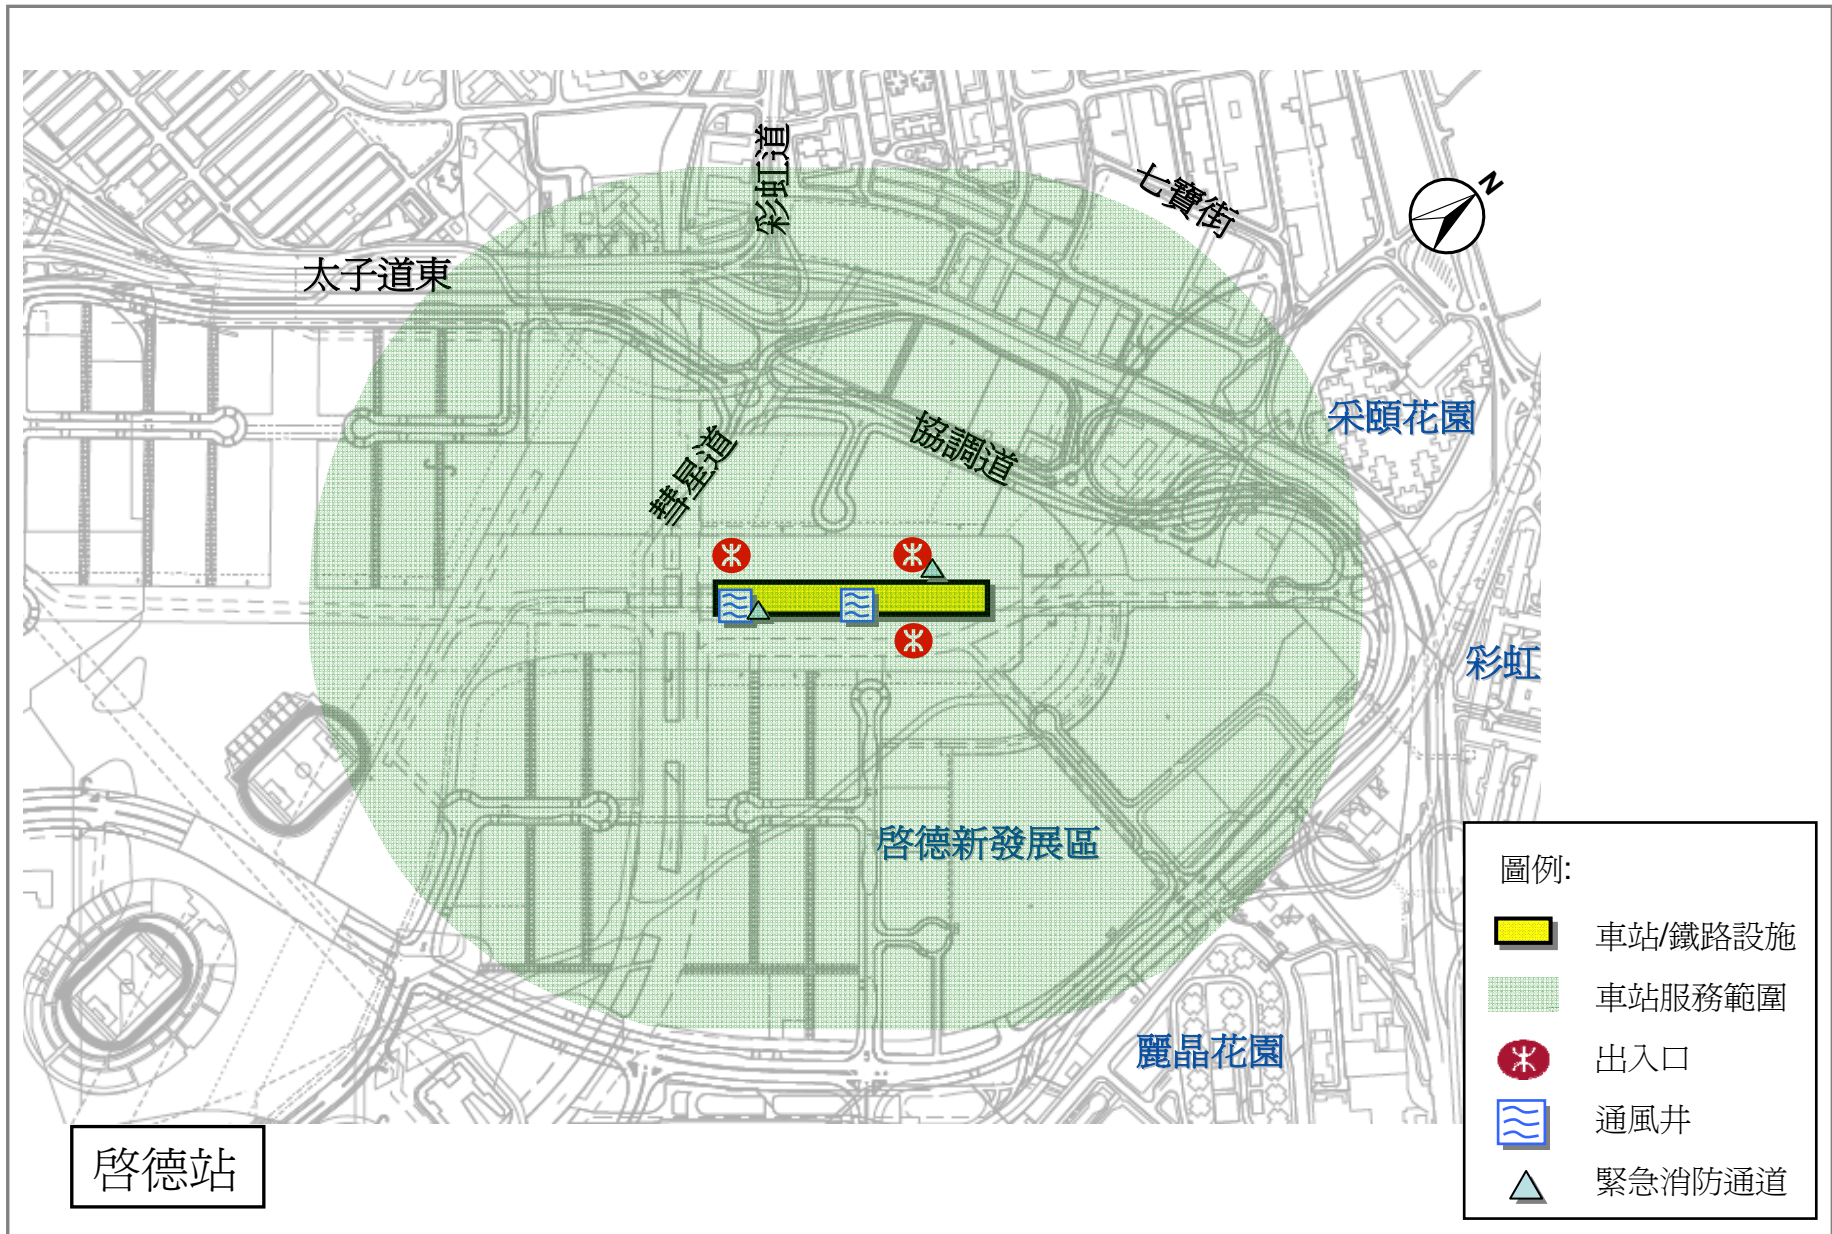 彩虹道
七寶街
N
太子道東
采頤花園
協調道
彗星道
彩虹
啓德新發展區
麗晶花園
啓德站
圖例:
車站/鐵路設施
車站服務範圍
出入口
通風井
緊急消防通道